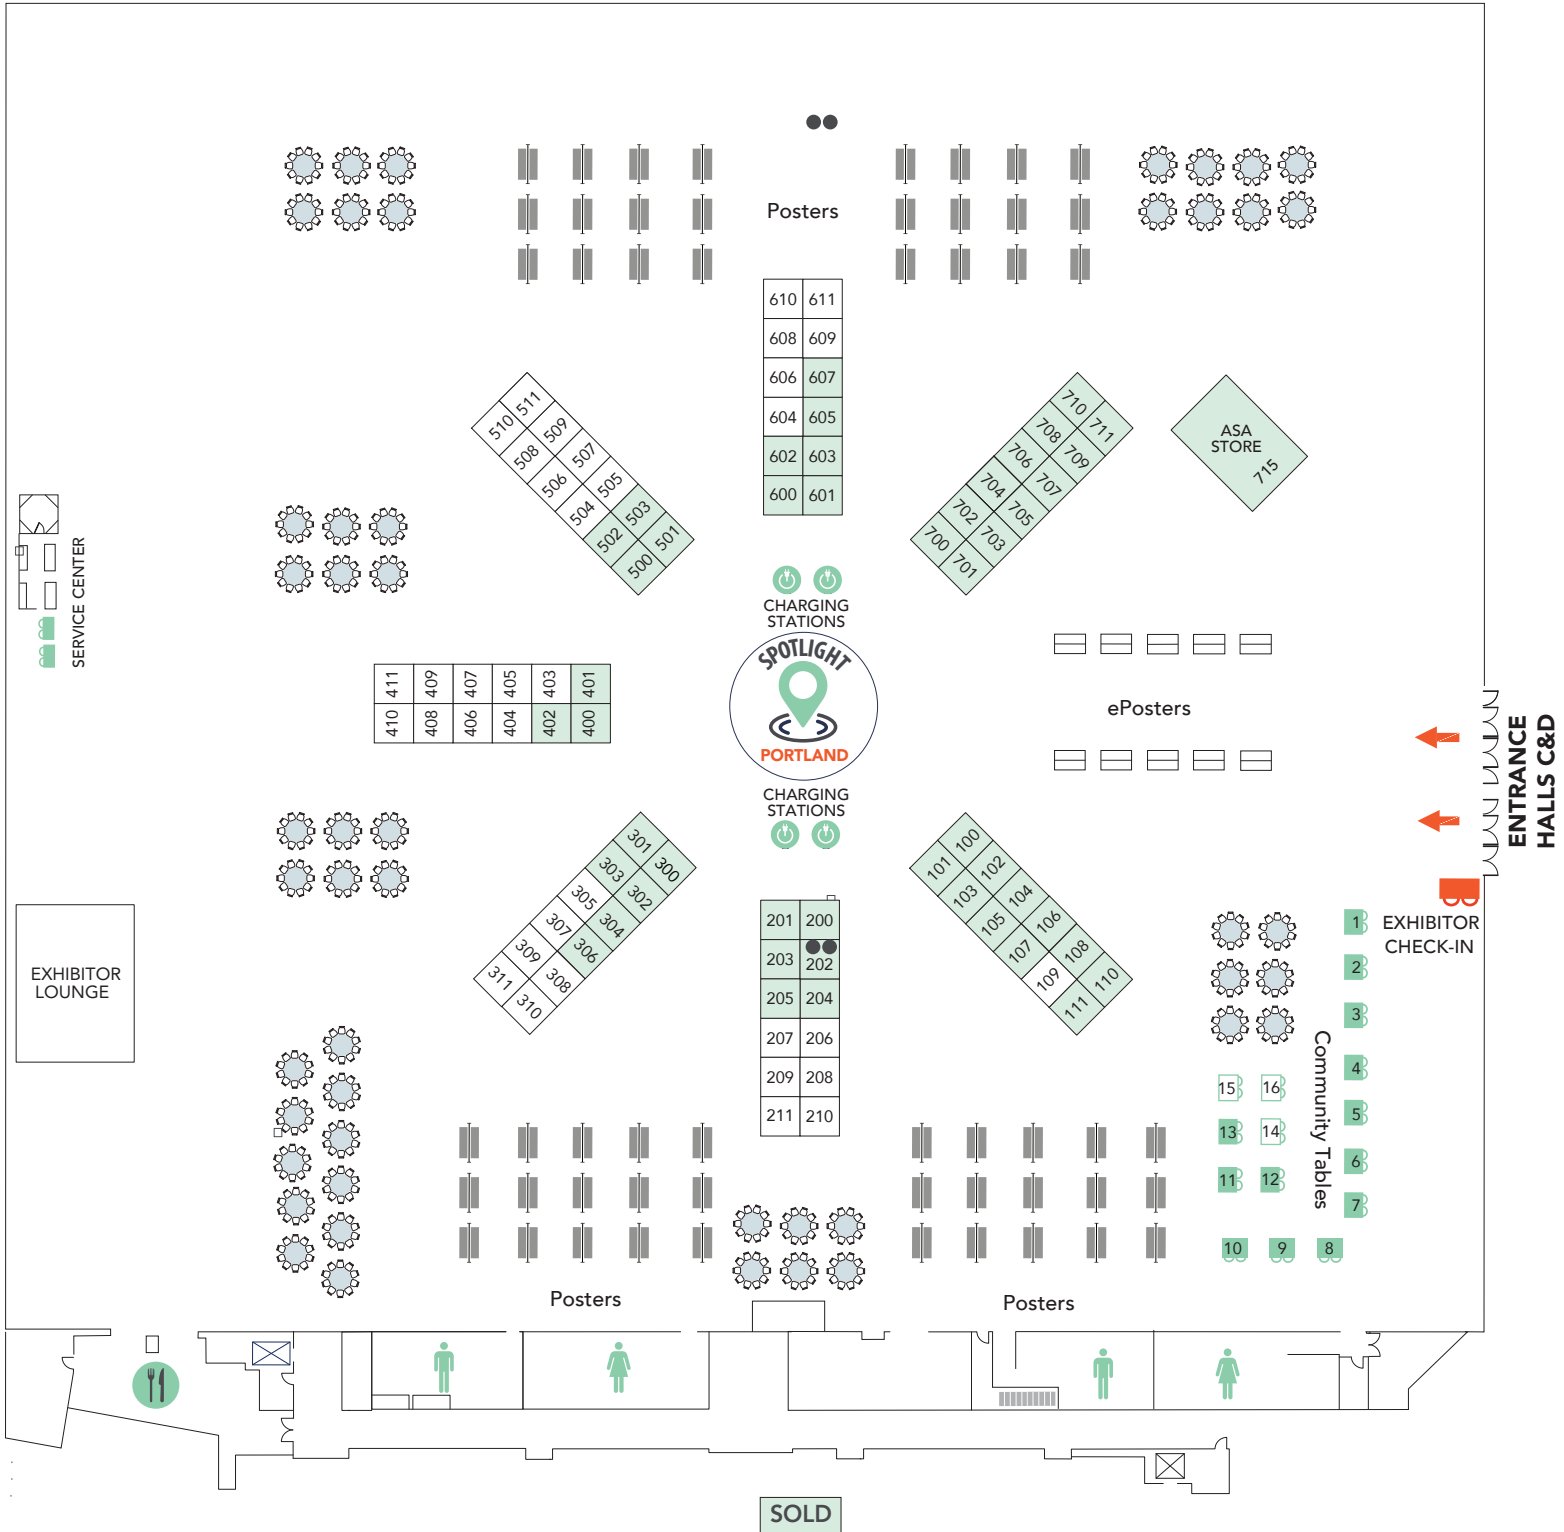 Posters
610 611
608 609
606 607
604 605
602 603
600 601
510 511
508 509
506 507
504 505
502 503
500 501
710 711
708 709
706 707
704 705
702 703
700 701
ASA
STORE
715
SERVICE CENTER
CHARGING
STATIONS
SPOTLIGHT
PORTLAND
CHARGING
STATIONS
411 409 407 405 403 401
410 408 406 404 402 400
ePosters
ENTRANCE
HALLS C&D
301 300
303 302
305 304
307 306
309 308
311 310
201 200
203 202
205 204
207 206
209 208
211 210
101 100
103 102
105 104
107 106
109 108
111 110
EXHIBITOR
LOUNGE
EXHIBITOR
CHECK-IN
Community Tables
1
2
3
4
5
6
7
15 16
13 14
11 12
10 9 8
Posters
Posters
SOLD